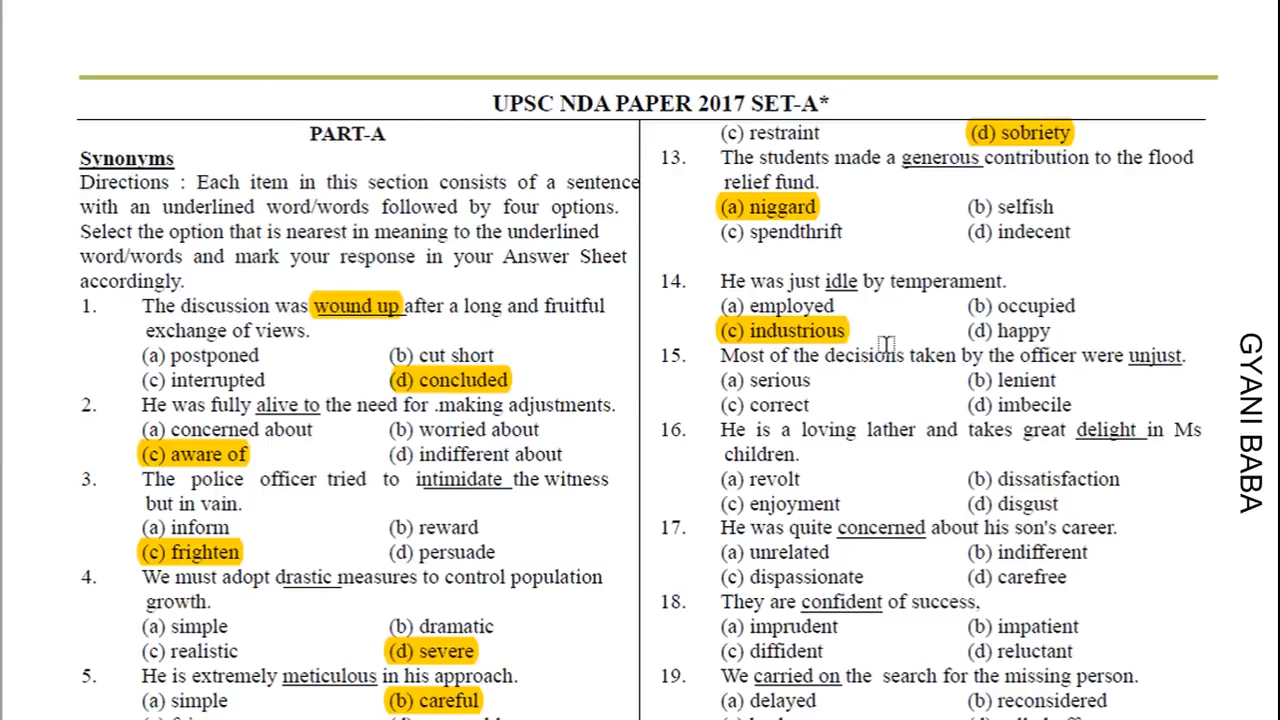 UPSC NDA PAPER 2017 SET-A*
PART-A
Synonyms
Directions : Each item in this section consists of a sentence
with an underlined word/words followed by four options.
Select the option that is nearest in meaning to the underlined
word/words and mark your response in your Answer Sheet
accordingly.
1. The discussion was wound up after a long and fruitful
exchange of views.
(a) postponed (b) cut short
(c) interrupted (d) concluded
2. He was fully alive to the need for .making adjustments.
(a) concerned about (b) worried about
(c) aware of (d) indifferent about
3. The police officer tried to intimidate the witness
but in vain.
(a) inform (b) reward
(c) frighten (d) persuade
4. We must adopt drastic measures to control population
growth.
(a) simple (b) dramatic
(c) realistic (d) severe
5. He is extremely meticulous in his approach.
(a) simple (b) careful
(c) restraint (d) sobriety
13. The students made a generous contribution to the flood
relief fund.
(a) niggard (b) selfish
(c) spendthrift (d) indecent
14. He was just idle by temperament.
(a) employed (b) occupied
(c) industrious (d) happy
15. Most of the decisions taken by the officer were unjust.
(a) serious (b) lenient
(c) correct (d) imbecile
16. He is a loving lather and takes great delight in Ms
children.
(a) revolt (b) dissatisfaction
(c) enjoyment (d) disgust
17. He was quite concerned about his son's career.
(a) unrelated (b) indifferent
(c) dispassionate (d) carefree
18. They are confident of success,
(a) imprudent (b) impatient
(c) diffident (d) reluctant
19. We carried on the search for the missing person.
(a) delayed (b) reconsidered
GYANI BABA